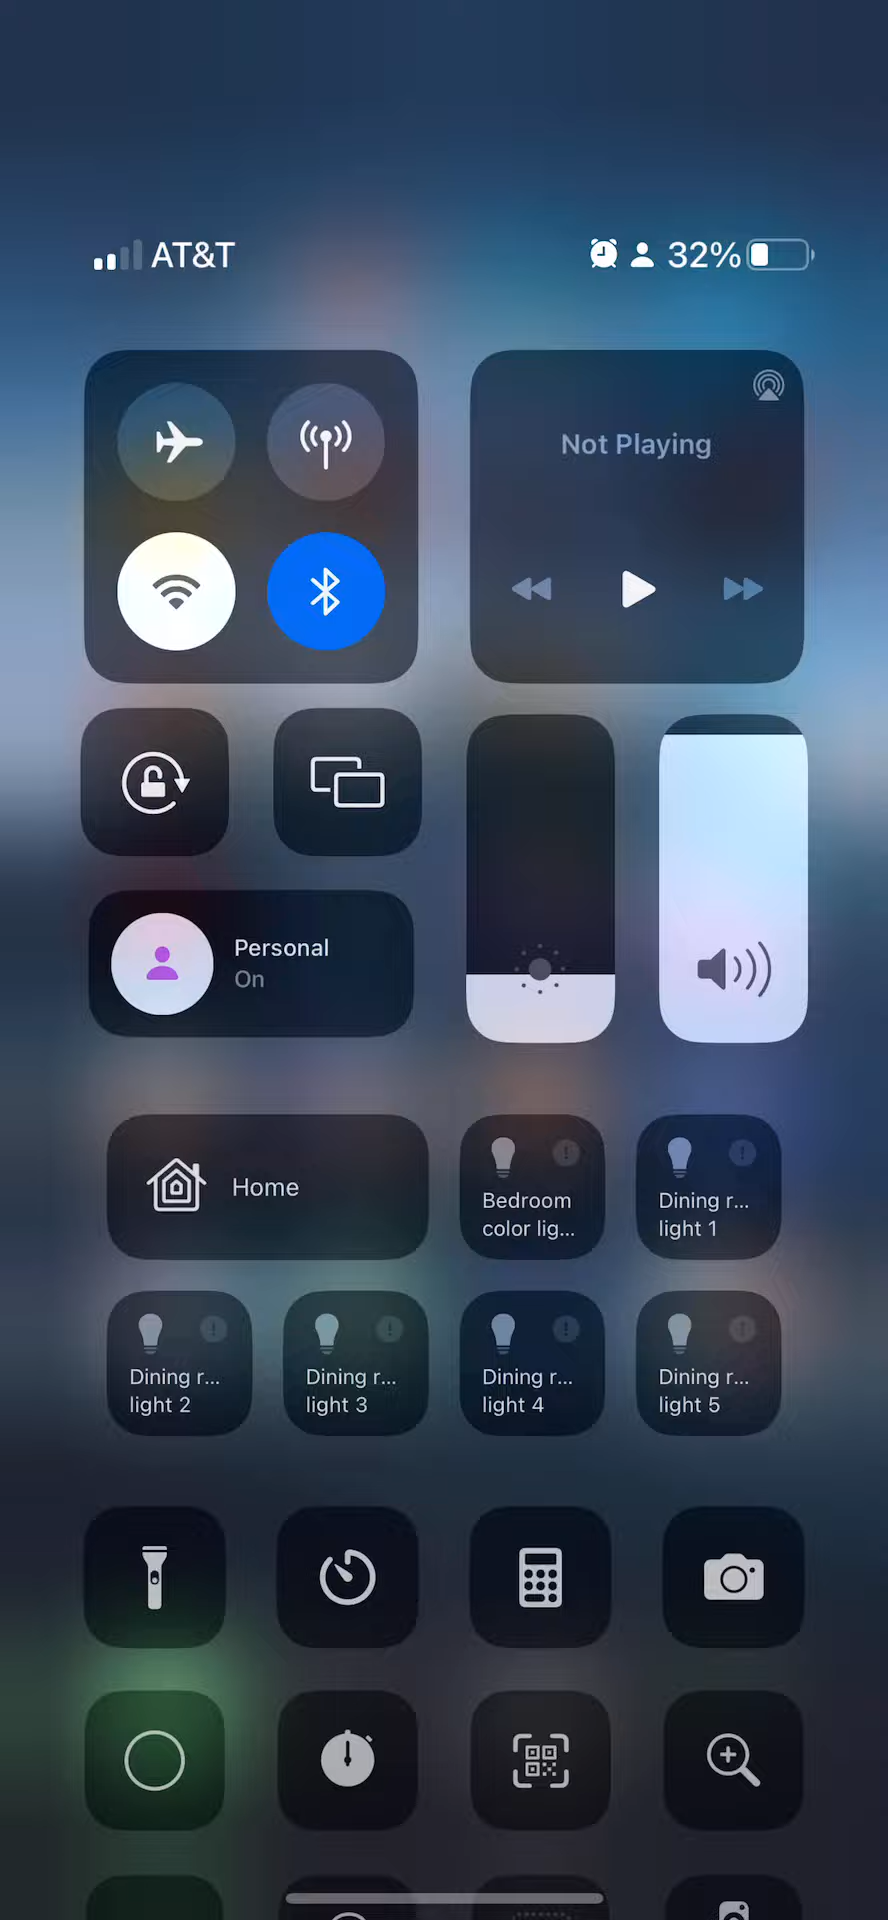 AT&T 32%
Not Playing
Personal
On
Home
Bedroom
color lig...
Dining r...
light 1
Dining r...
light 2
Dining r...
light 3
Dining r...
light 4
Dining r...
light 5